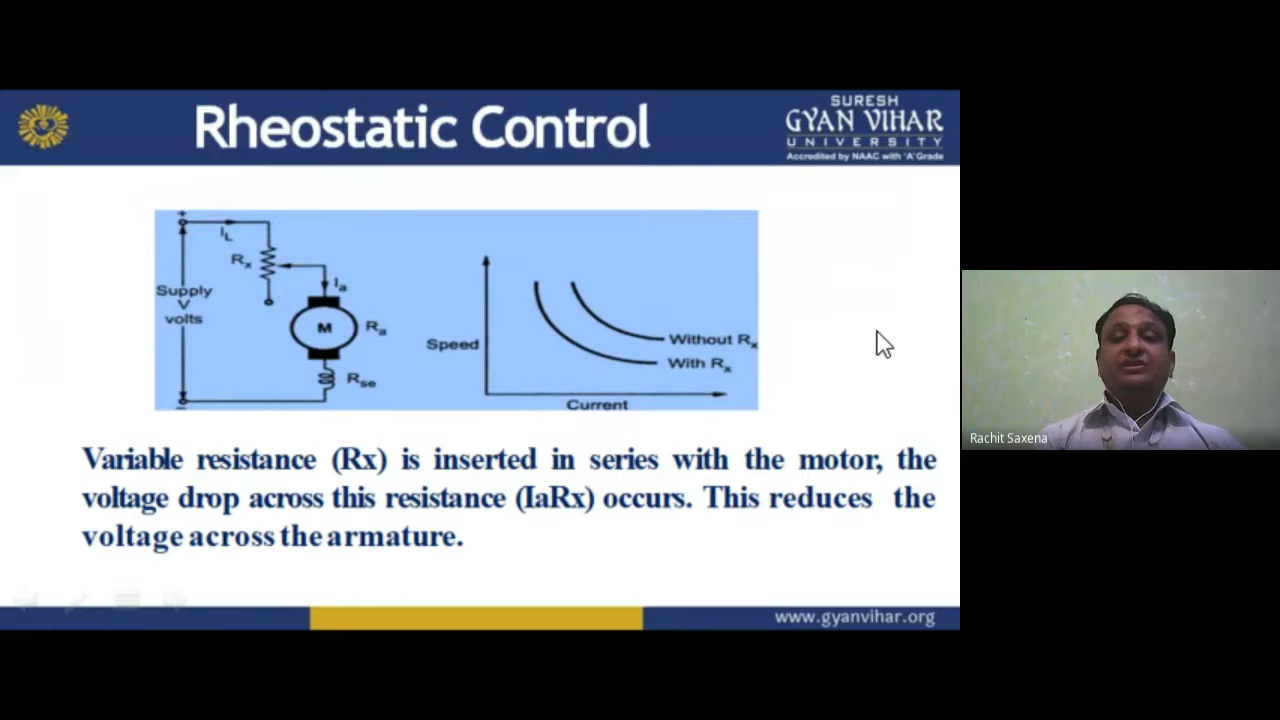 Rheostatic Control
SURESH
GYAN VIHAR
UNIVERSITY
Accredited by NAAC with 'A' Grade
+
IL
Rx
Ia
Supply
V
volts
M
Ra
Rse
-
Speed
Without Rx
With Rx
Current
Variable resistance (Rx) is inserted in series with the motor, the
voltage drop across this resistance (IaRx) occurs. This reduces the
voltage across the armature.
www.gyanvihar.org
Rachit Saxena